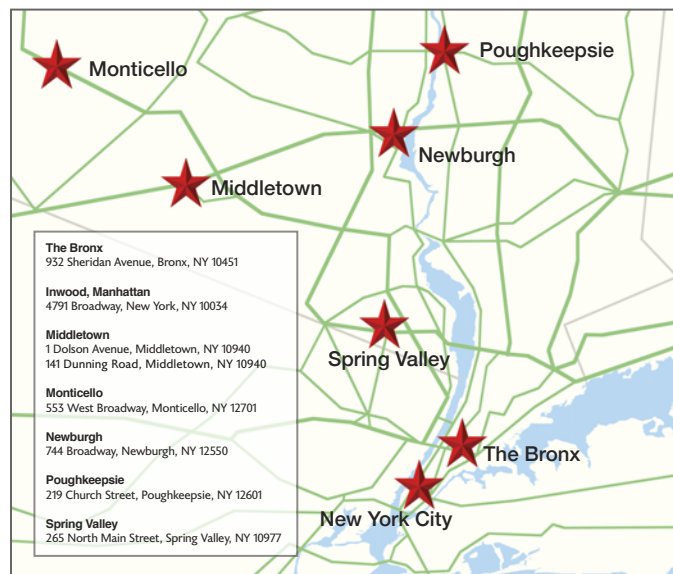 Poughkeepsie
Monticello
Newburgh
Middletown
The Bronx
932 Sheridan Avenue, Bronx, NY 10451
Inwood, Manhattan
4791 Broadway, New York, NY 10034
Middletown
1 Dolson Avenue, Middletown, NY 10940
141 Dunning Road, Middletown, NY 10940
Monticello
553 West Broadway, Monticello, NY 12701
Newburgh
744 Broadway, Newburgh, NY 12550
Poughkeepsie
219 Church Street, Poughkeepsie, NY 12601
Spring Valley
265 North Main Street, Spring Valley, NY 10977
Spring Valley
The Bronx
New York City